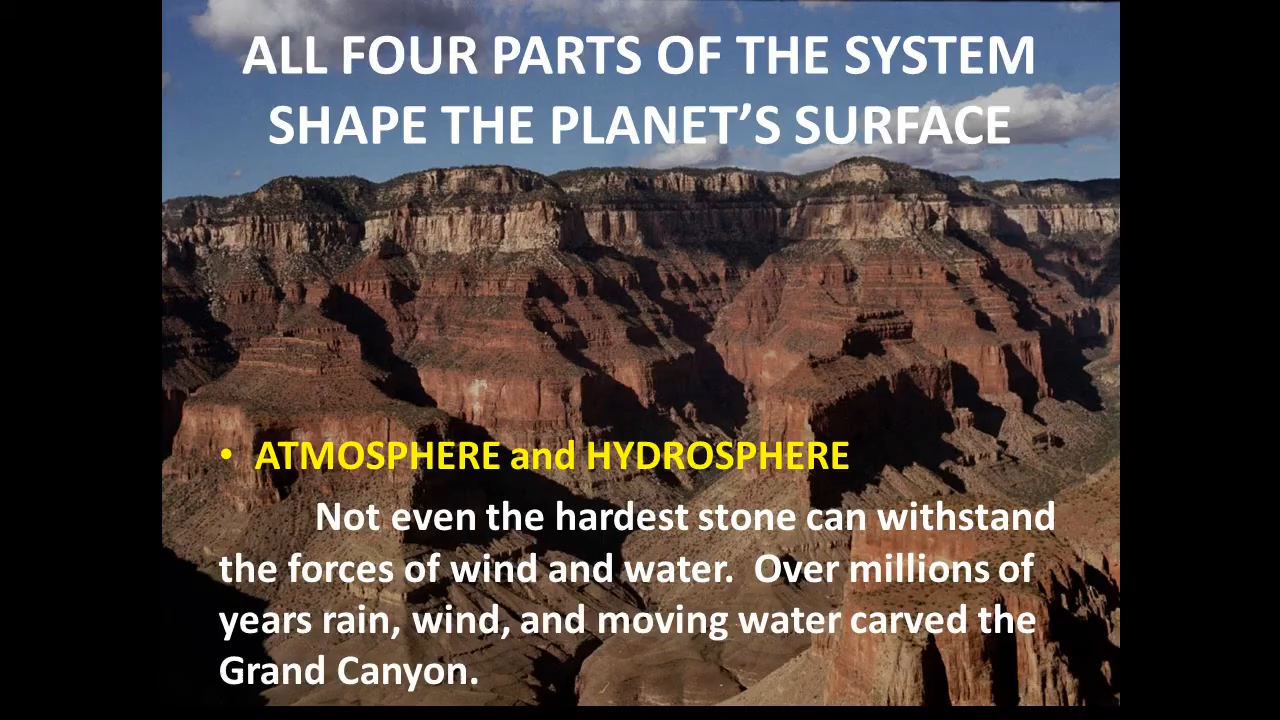 ALL FOUR PARTS OF THE SYSTEM
SHAPE THE PLANET’S SURFACE
• ATMOSPHERE and HYDROSPHERE
Not even the hardest stone can withstand
the forces of wind and water.  Over millions of
years rain, wind, and moving water carved the
Grand Canyon.